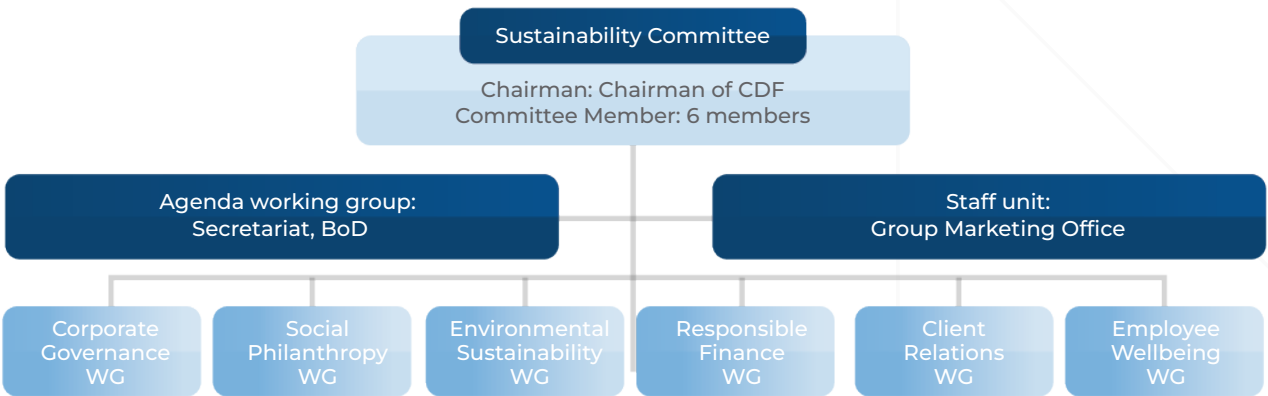 Sustainability Committee
Chairman: Chairman of CDF
Committee Member: 6 members
Agenda working group:
Secretariat, BoD
Staff unit:
Group Marketing Office
Corporate
Governance
WG
Social
Philanthropy
WG
Environmental
Sustainability
WG
Responsible
Finance
WG
Client
Relations
WG
Employee
Wellbeing
WG